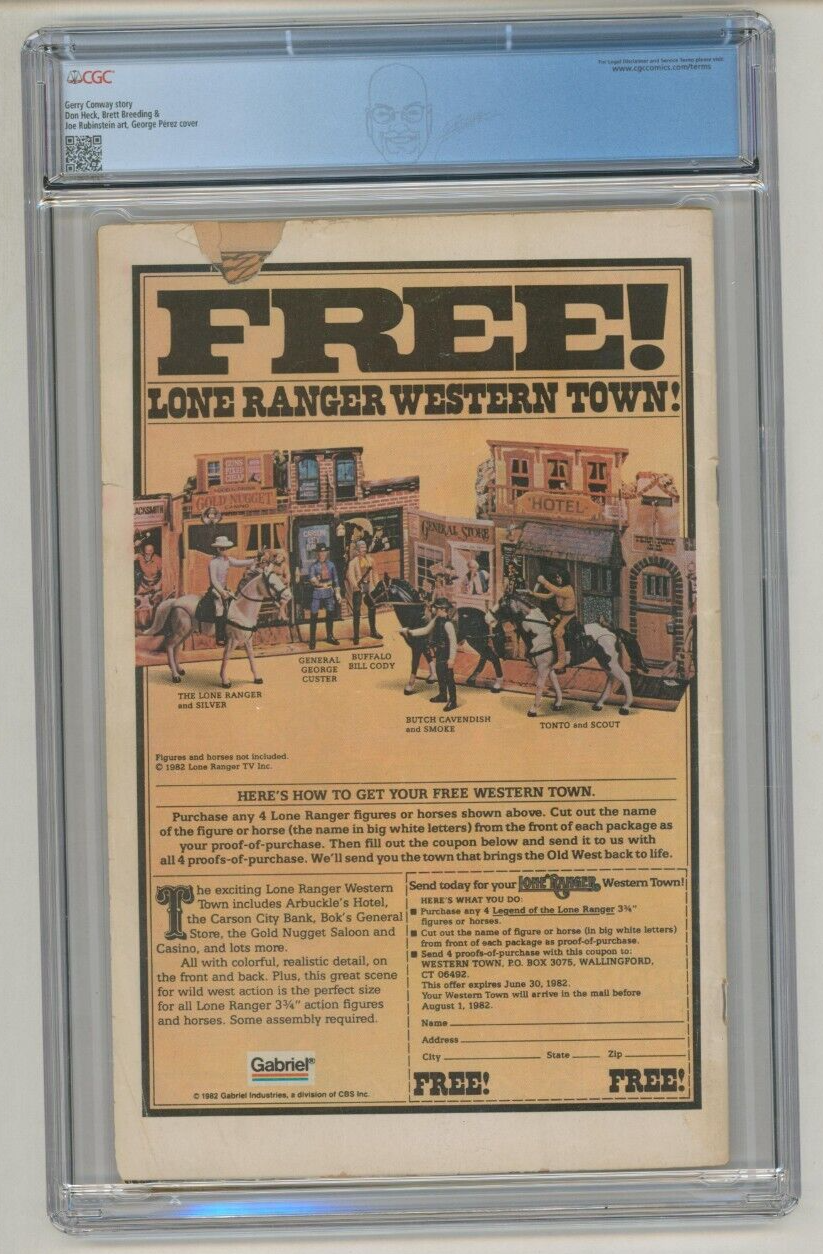 CGC
For Legal Disclaimer and Service Terms please visit:
www.cgccomics.com/terms
Gerry Conway story
Don Heck, Brett Breeding &
Joe Rubinstein art, George Pérez cover
FREE!
LONE RANGER WESTERN TOWN!
GOLD NUGGET
HOTEL
GENERAL STORE
LACKSMITH
GENERAL
GEORGE
CUSTER
BUFFALO
BILL CODY
THE LONE RANGER
and SILVER
BUTCH CAVENDISH
and SMOKE
TONTO and SCOUT
Figures and horses not included.
© 1982 Lone Ranger TV Inc.
HERE'S HOW TO GET YOUR FREE WESTERN TOWN.
Purchase any 4 Lone Ranger figures or horses shown above. Cut out the name
of the figure or horse (the name in big white letters) from the front of each package as
your proof-of-purchase. Then fill out the coupon below and send it to us with
all 4 proofs-of-purchase. We'll send you the town that brings the Old West back to life.
The exciting Lone Ranger Western
Town includes Arbuckle's Hotel,
the Carson City Bank, Bok's General
Store, the Gold Nugget Saloon and
Casino, and lots more.
All with colorful, realistic detail, on
the front and back. Plus, this great scene
for wild west action is the perfect size
for all Lone Ranger 3¾" action figures
and horses. Some assembly required.
Gabriel®
© 1982 Gabriel Industries, a division of CBS Inc.
Send today for your LONE RANGER Western Town!
HERE'S WHAT YOU DO:
■ Purchase any 4 Legend of the Lone Ranger 3¾"
figures or horses.
■ Cut out the name of figure or horse (in big white letters)
from front of each package as proof-of-purchase.
■ Send 4 proofs-of-purchase with this coupon to:
WESTERN TOWN, P.O. BOX 3075, WALLINGFORD,
CT 06492.
This offer expires June 30, 1982.
Your Western Town will arrive in the mail before
August 1, 1982.
Name
Address
City State Zip
FREE! FREE!